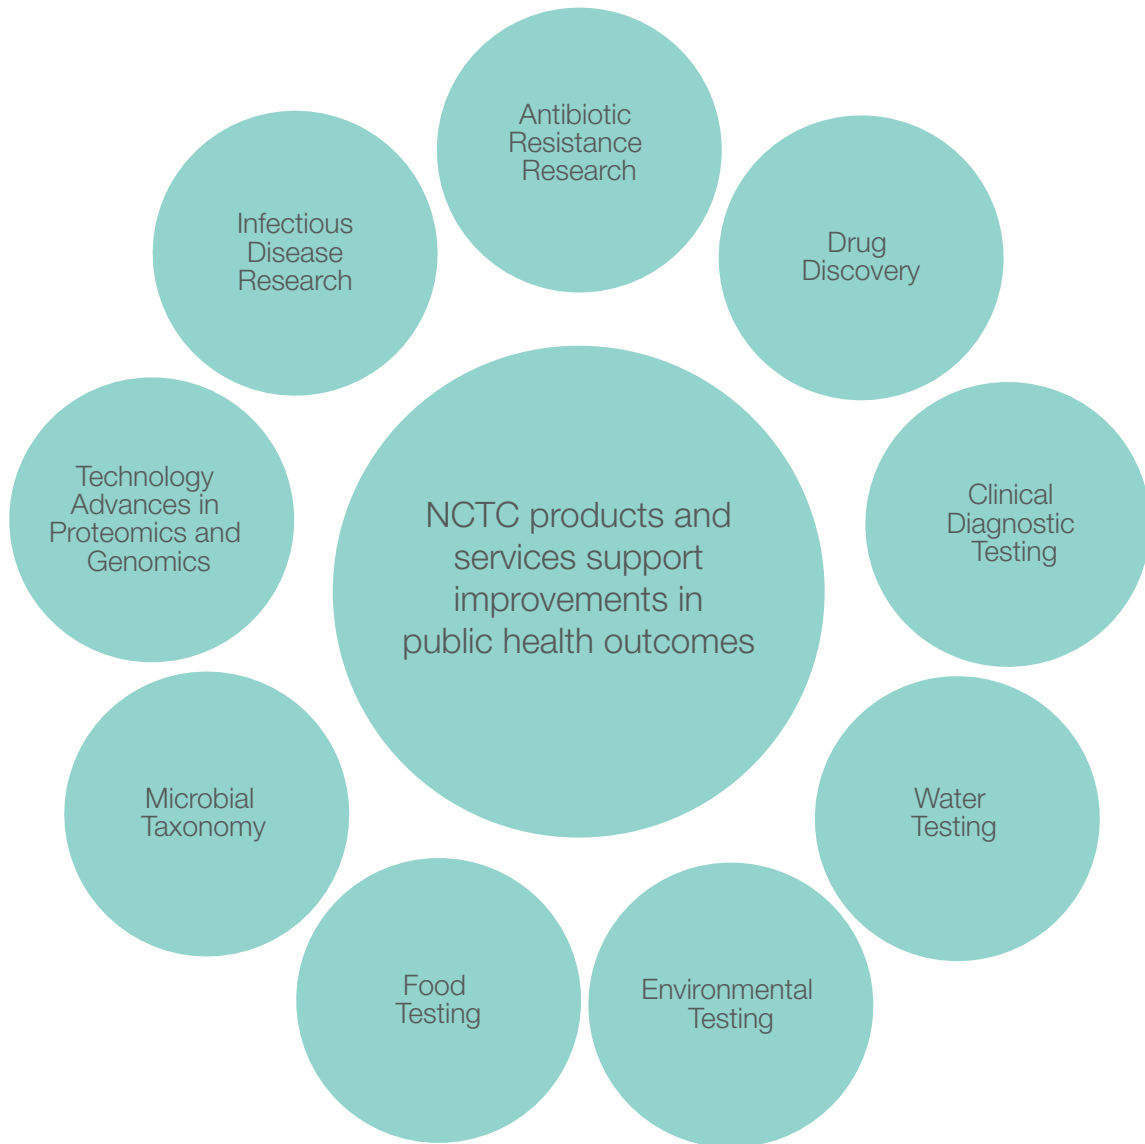 Antibiotic
Resistance
Research
Drug
Discovery
Clinical
Diagnostic
Testing
Water
Testing
Environmental
Testing
Food
Testing
Microbial
Taxonomy
Technology
Advances in
Proteomics and
Genomics
Infectious
Disease
Research
NCTC products and
services support
improvements in
public health outcomes